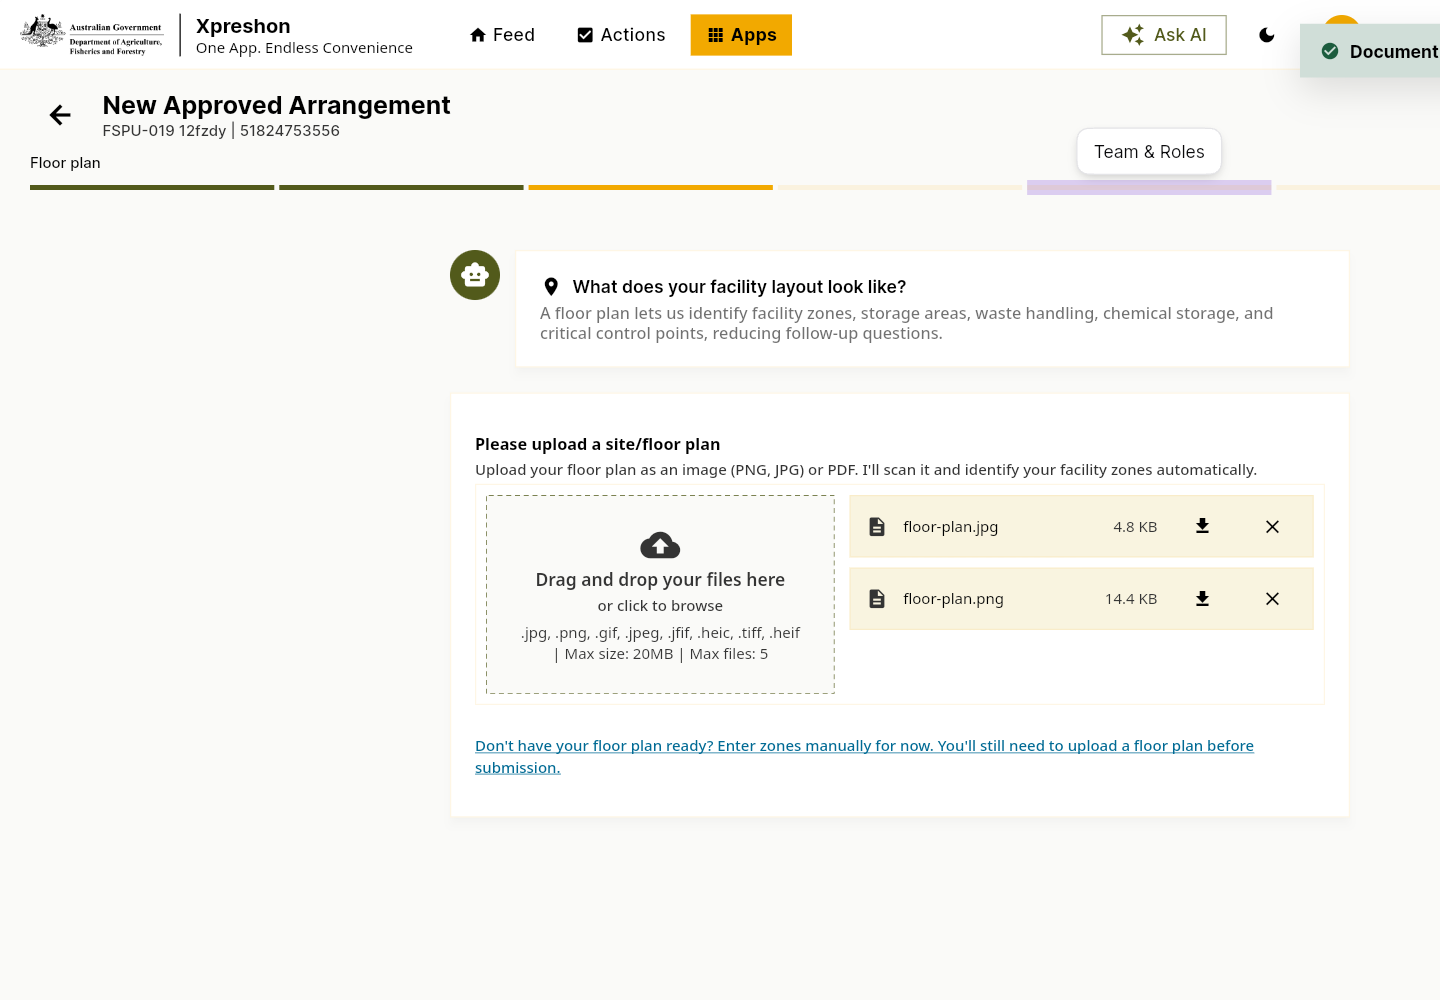 Australian Government
Department of Agriculture,
Fisheries and Forestry
Xpreshon
One App. Endless Convenience
Feed
Actions
Apps
Ask AI
Document
New Approved Arrangement
FSPU-019 12fzdy | 51824753556
Team & Roles
Floor plan
What does your facility layout look like?
A floor plan lets us identify facility zones, storage areas, waste handling, chemical storage, and
critical control points, reducing follow-up questions.
Please upload a site/floor plan
Upload your floor plan as an image (PNG, JPG) or PDF. I'll scan it and identify your facility zones automatically.
Drag and drop your files here
or click to browse
.jpg, .png, .gif, .jpeg, .jfif, .heic, .tiff, .heif
| Max size: 20MB | Max files: 5
floor-plan.jpg 4.8 KB
floor-plan.png 14.4 KB
Don't have your floor plan ready? Enter zones manually for now. You'll still need to upload a floor plan before
submission.